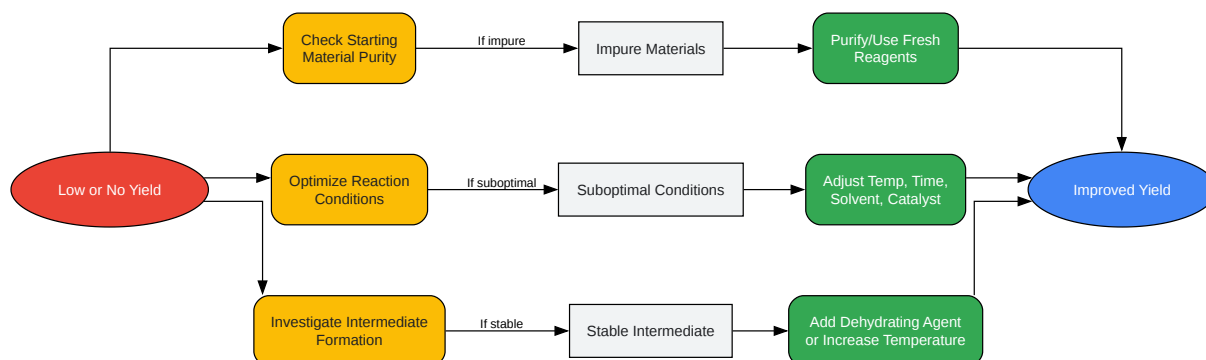 Check Starting
Material Purity
If impure
Impure Materials
Purify/Use Fresh
Reagents
Low or No Yield
Optimize Reaction
Conditions
If suboptimal
Suboptimal Conditions
Adjust Temp, Time,
Solvent, Catalyst
Improved Yield
Investigate Intermediate
Formation
If stable
Stable Intermediate
Add Dehydrating Agent
or Increase Temperature